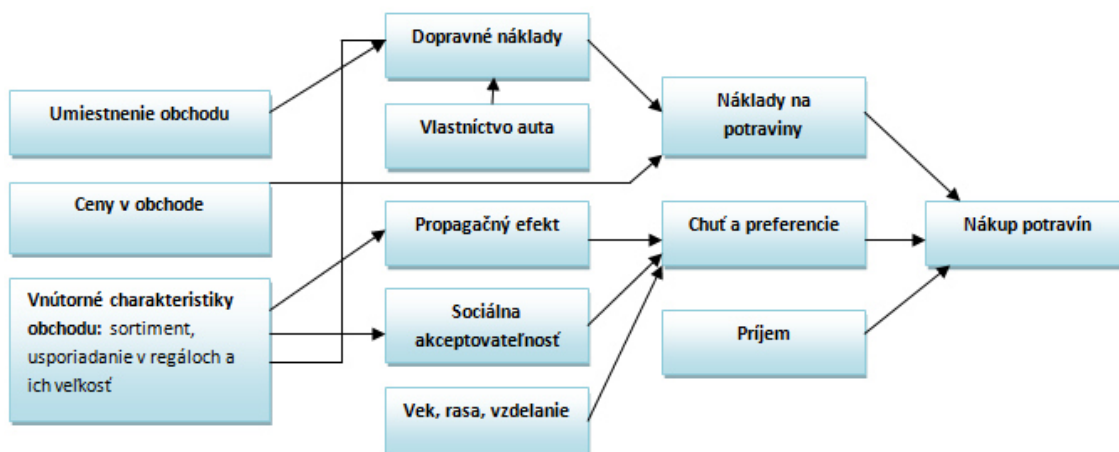 Umiestnenie obchodu
Ceny v obchode
Vnútorné charakteristiky
obchodu: sortiment,
usporiadanie v regáloch a
ich veľkosť
Dopravné náklady
Vlastníctvo auta
Propagačný efekt
Sociálna
akceptovateľnosť
Vek, rasa, vzdelanie
Náklady na
potraviny
Chuť a preferencie
Príjem
Nákup potravín